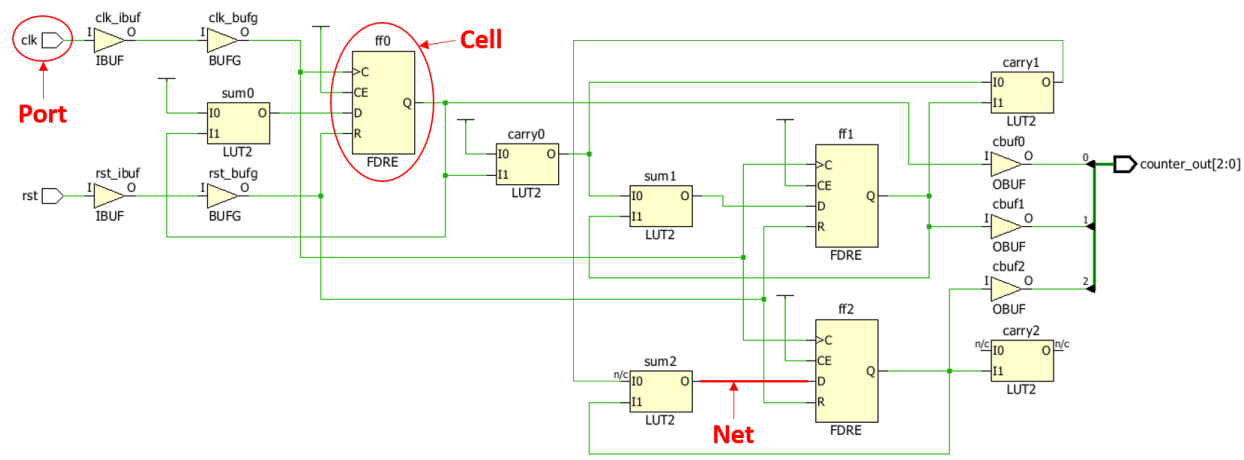 clk
clk_ibuf
I
O
IBUF
clk_bufg
I
O
BUFG
Port
ff0
C
CE
D
R
Q
FDRE
Cell
sum0
I0
I1
O
LUT2
rst
rst_ibuf
I
O
IBUF
rst_bufg
I
O
BUFG
carry0
I0
I1
O
LUT2
sum1
I0
I1
O
LUT2
ff1
C
CE
D
R
Q
FDRE
carry1
I0
I1
O
LUT2
cbuf0
I
O
OBUF
0
counter_out[2:0]
cbuf1
I
O
OBUF
1
cbuf2
I
O
OBUF
2
sum2
n/c
I0
I1
O
LUT2
Net
ff2
C
CE
D
R
Q
FDRE
carry2
n/c
I0
I1
O
n/c
LUT2